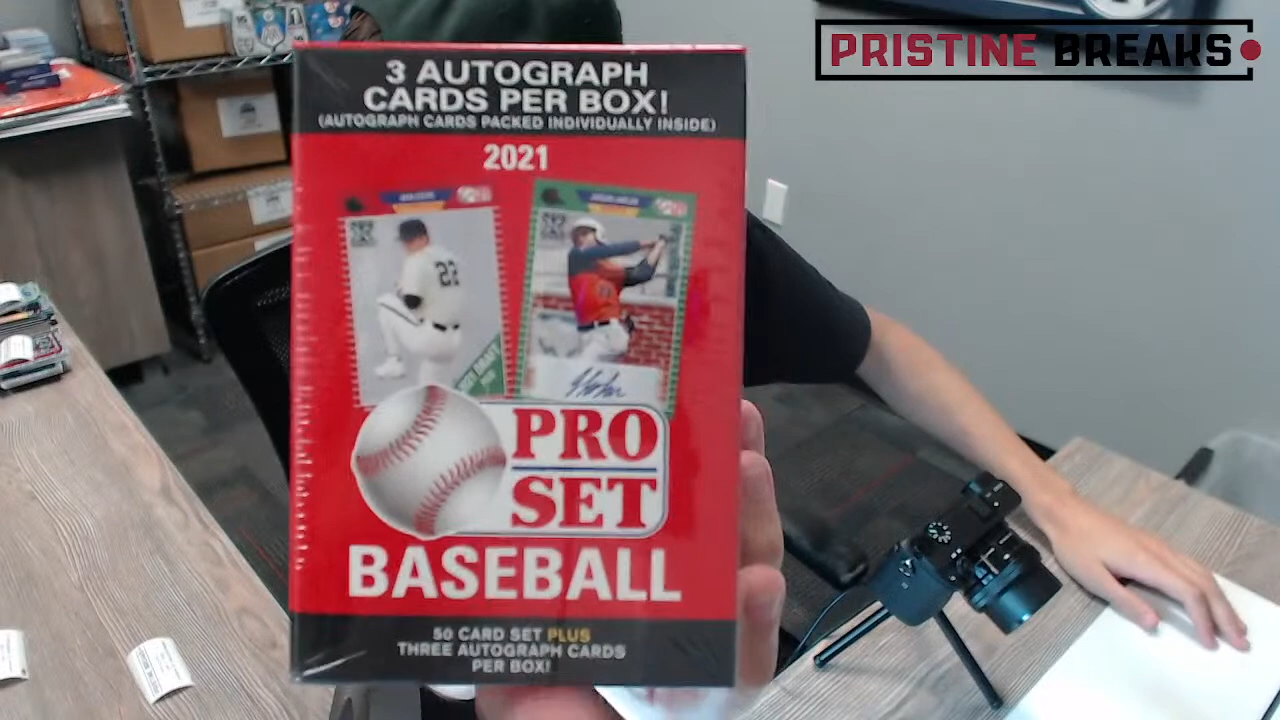 PRISTINE BREAKS
3 AUTOGRAPH
CARDS PER BOX!
(AUTOGRAPH CARDS PACKED INDIVIDUALLY INSIDE)
2021
22
PRO
SET
BASEBALL
50 CARD SET PLUS
THREE AUTOGRAPH CARDS
PER BOX!